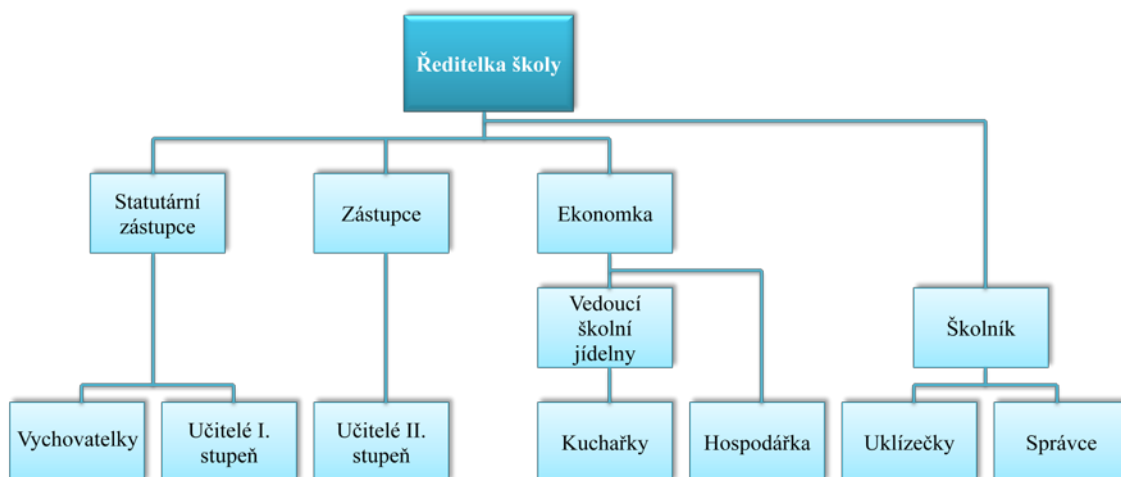 Ředitelka školy
Statutární
zástupce
Zástupce
Ekonomka
Vedoucí
školní
jídelny
Školník
Vychovatelky
Učitelé I.
stupeň
Učitelé II.
stupeň
Kuchařky
Hospodářka
Uklízečky
Správce